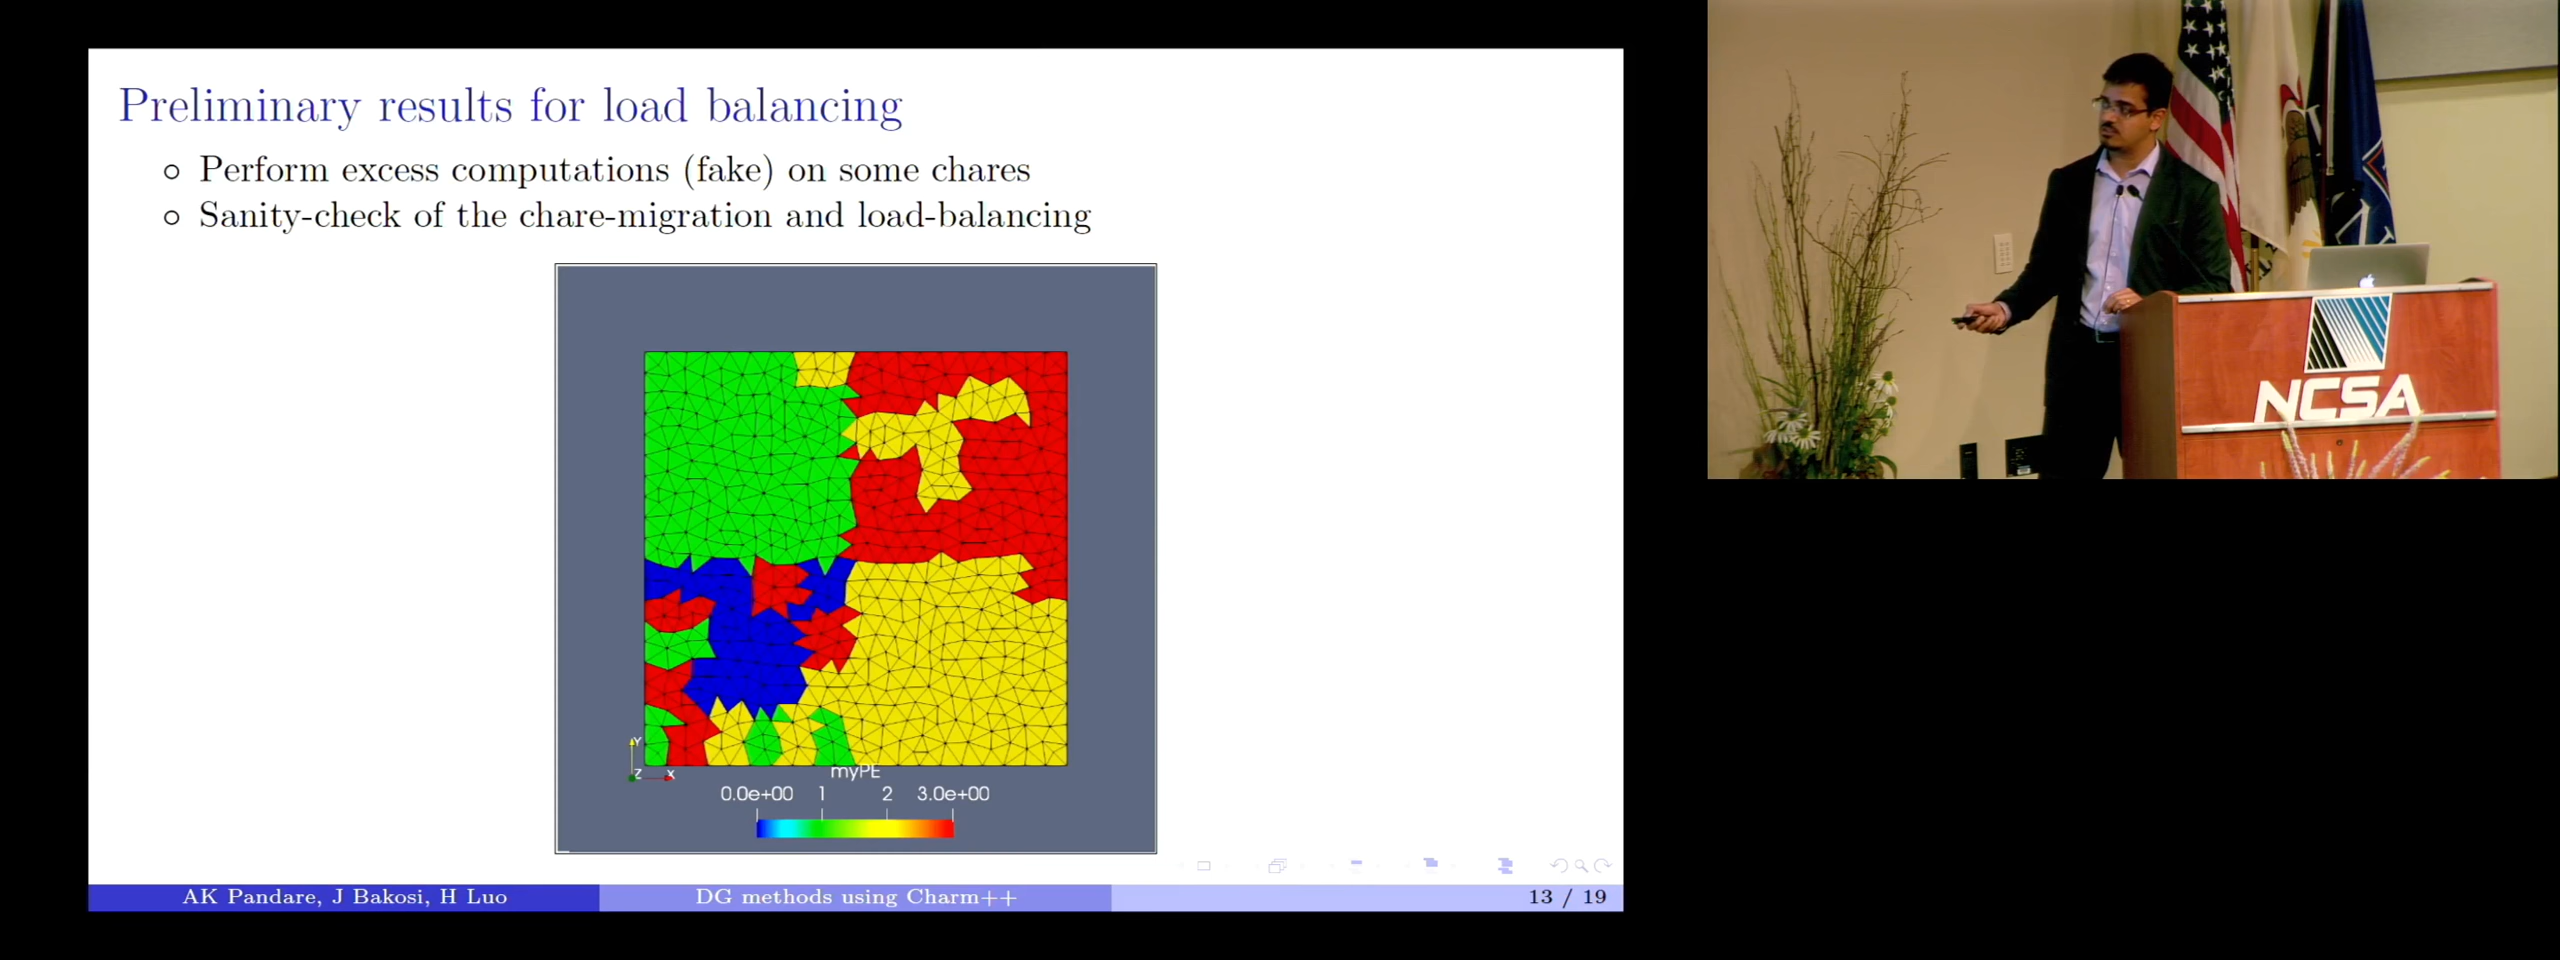 Preliminary results for load balancing
Perform excess computations (fake) on some chares
Sanity-check of the chare-migration and load-balancing
Y
Z X
myPE
0.0e+00 1 2 3.0e+00
AK Pandare, J Bakosi, H Luo
DG methods using Charm++
13 / 19
NCSA